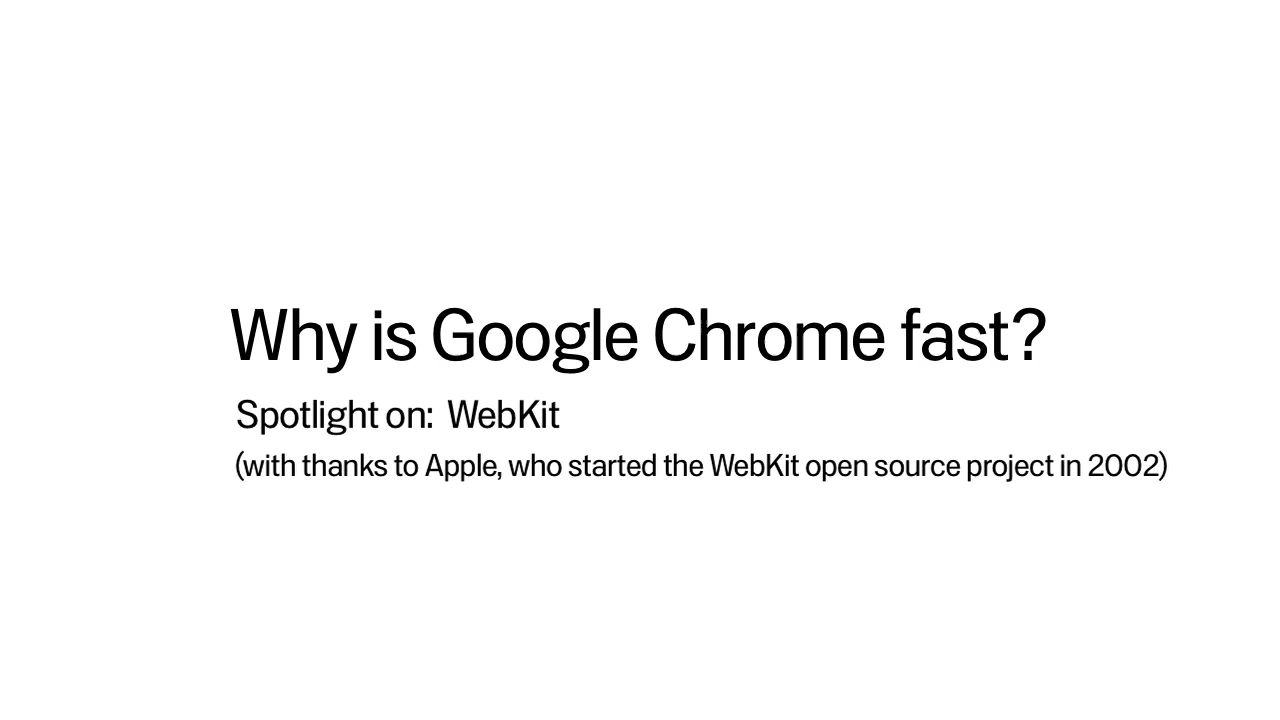 Why is Google Chrome fast?
Spotlight on: WebKit
(with thanks to Apple, who started the WebKit open source project in 2002)